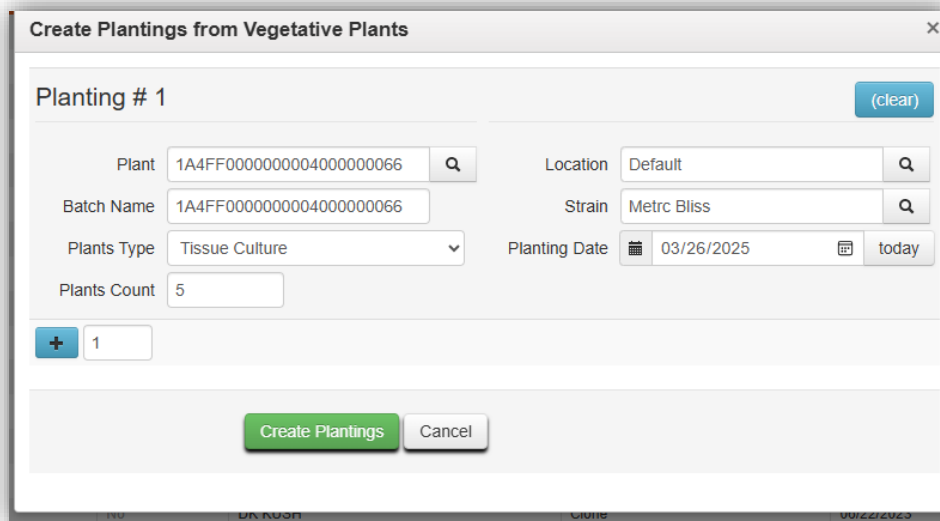 Create Plantings from Vegetative Plants ×
Planting # 1 (clear)
Plant 1A4FF0000000004000000066 Location Default
Batch Name 1A4FF0000000004000000066 Strain Metrc Bliss
Plants Type Tissue Culture Planting Date 03/26/2025 today
Plants Count 5
+ 1
Create Plantings Cancel
No DK KUSH Clone 06/22/2023